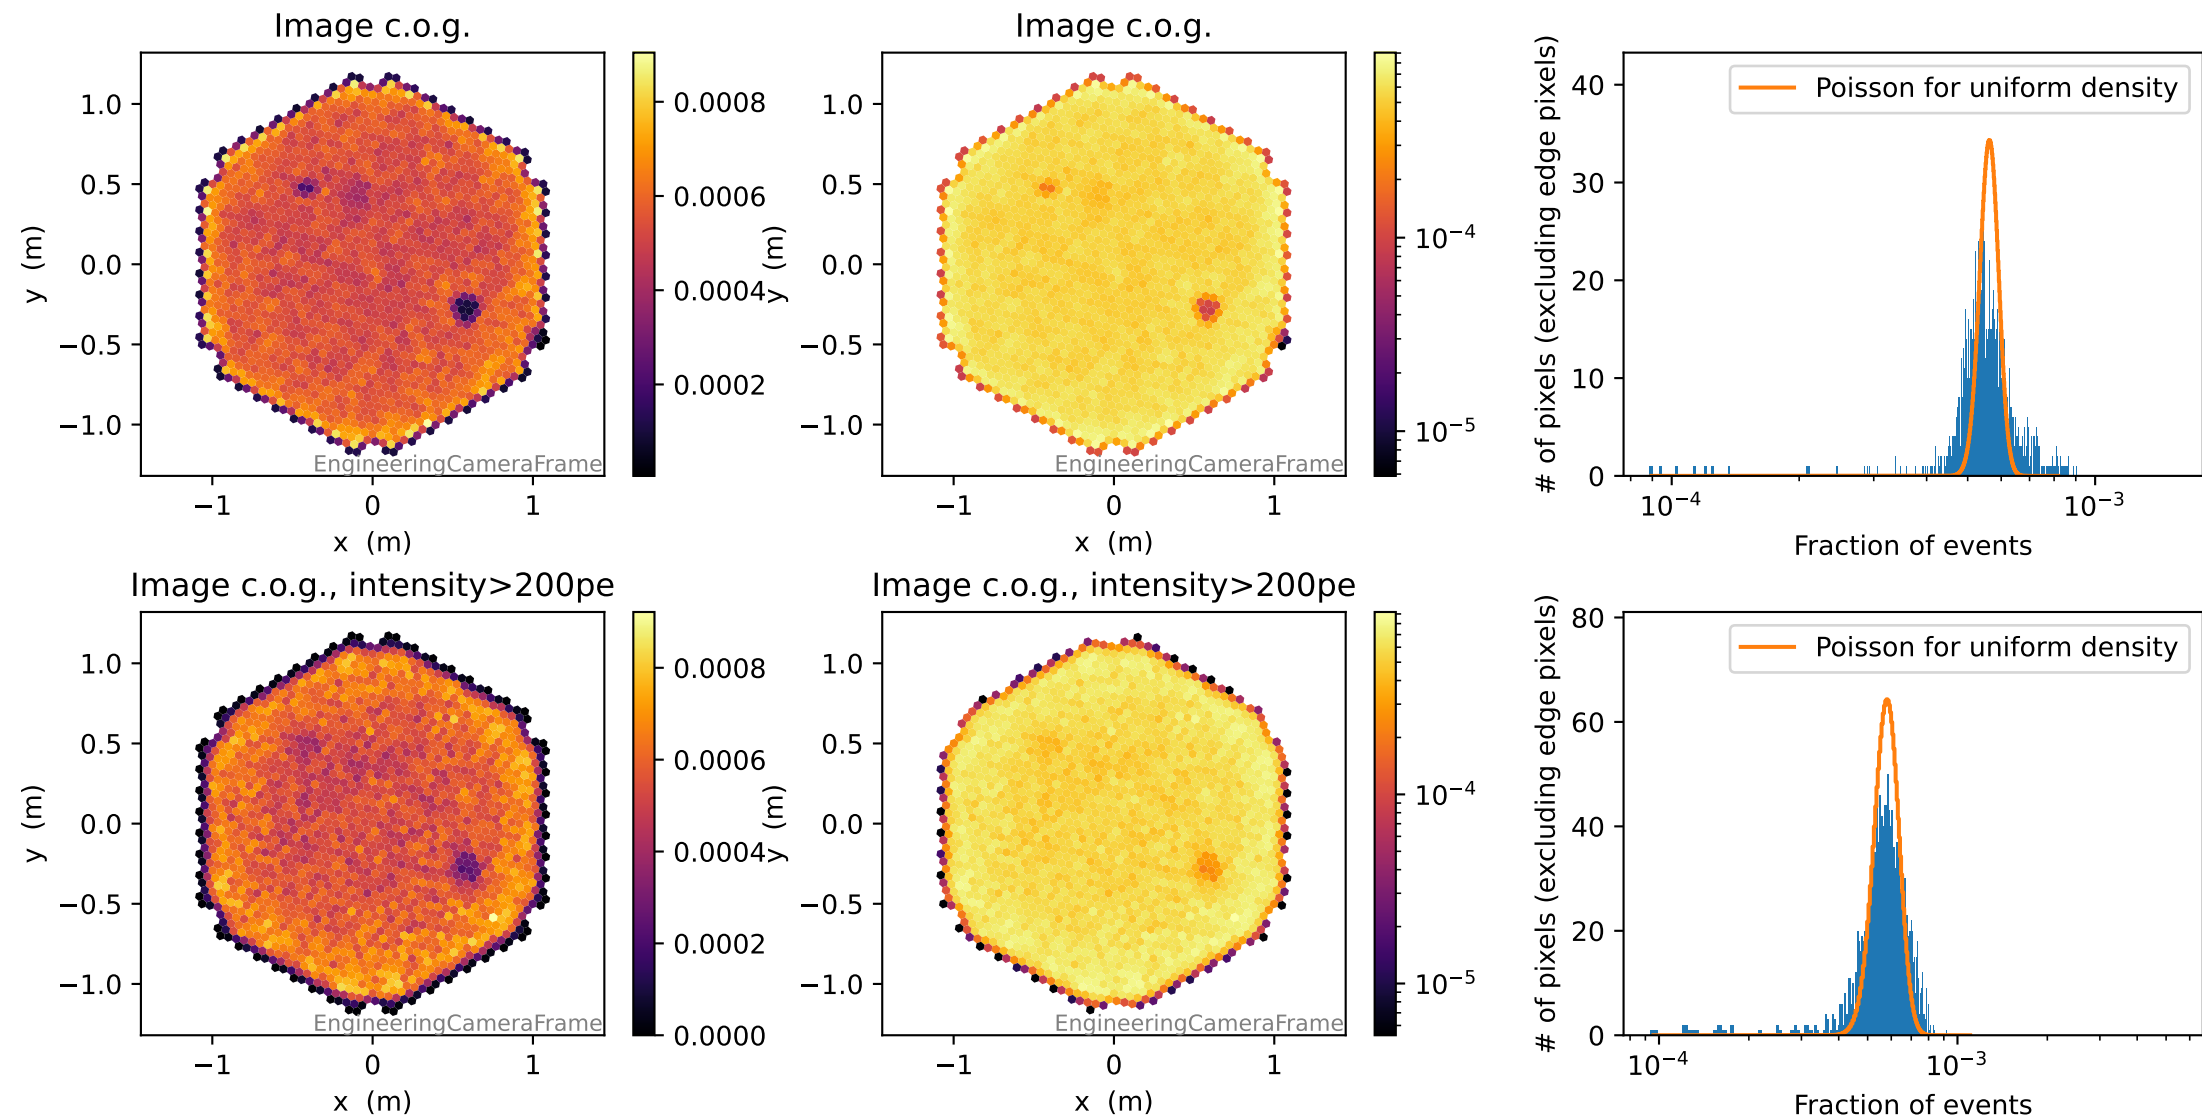 Image c.o.g.
1.0
0.5
0.0
−0.5
−1.0
y (m)
−1 0 1
x (m)
EngineeringCameraFrame
0.0008
0.0006
0.0004
0.0002
Image c.o.g.
1.0
0.5
0.0
−0.5
−1.0
y (m)
−1 0 1
x (m)
EngineeringCameraFrame
10−4
10−5
# of pixels (excluding edge pixels)
40
30
20
10
0
Poisson for uniform density
10−4 10−3
Fraction of events
Image c.o.g., intensity>200pe
1.0
0.5
0.0
−0.5
−1.0
y (m)
−1 0 1
x (m)
EngineeringCameraFrame
0.0008
0.0006
0.0004
0.0002
0.0000
Image c.o.g., intensity>200pe
1.0
0.5
0.0
−0.5
−1.0
y (m)
−1 0 1
x (m)
EngineeringCameraFrame
10−4
10−5
# of pixels (excluding edge pixels)
80
60
40
20
0
Poisson for uniform density
10−4 10−3
Fraction of events